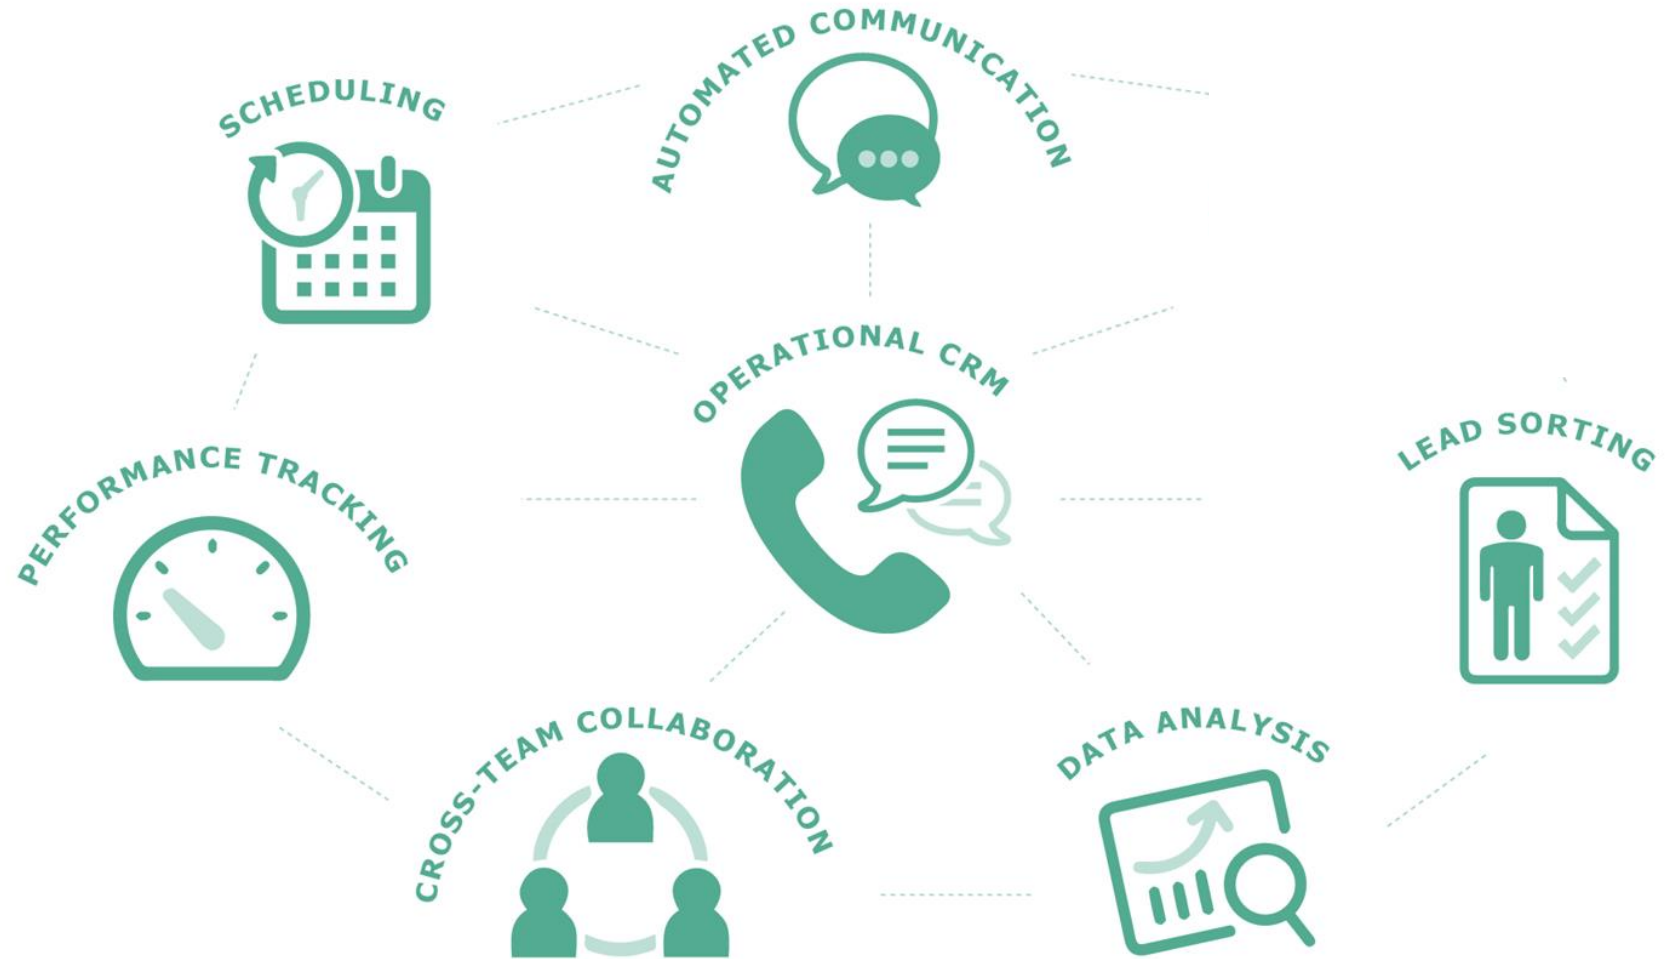 AUTOMATED COMMUNICATION
SCHEDULING
OPERATIONAL CRM
LEAD SORTING
PERFORMANCE TRACKING
CROSS-TEAM COLLABORATION
DATA ANALYSIS